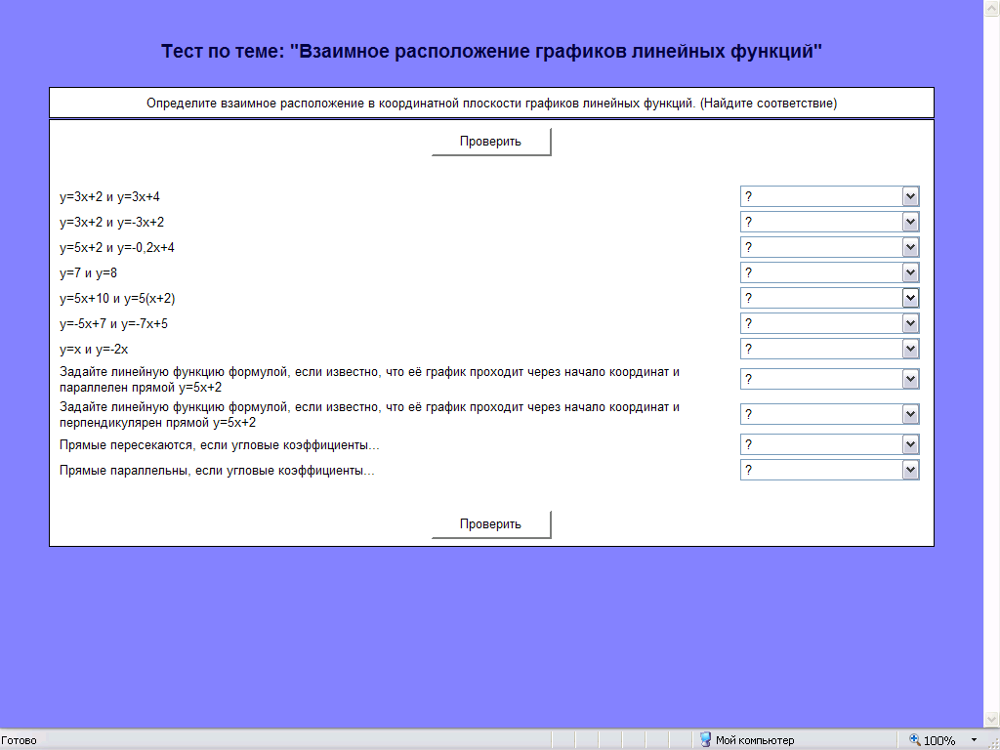 Тест по теме: "Взаимное расположение графиков линейных функций"
Определите взаимное расположение в координатной плоскости графиков линейных функций. (Найдите соответствие)
Проверить
y=3x+2 и y=3x+4 ?
y=3x+2 и y=-3x+2 ?
y=5x+2 и y=-0,2x+4 ?
y=7 и y=8 ?
y=5x+10 и y=5(x+2) ?
y=-5x+7 и y=-7x+5 ?
y=x и y=-2x ?
Задайте линейную функцию формулой, если известно, что её график проходит через начало координат и
параллелен прямой y=5x+2 ?
Задайте линейную функцию формулой, если известно, что её график проходит через начало координат и
перпендикулярен прямой y=5x+2 ?
Прямые пересекаются, если угловые коэффициенты... ?
Прямые параллельны, если угловые коэффициенты... ?
Проверить
Готово Мой компьютер 100%